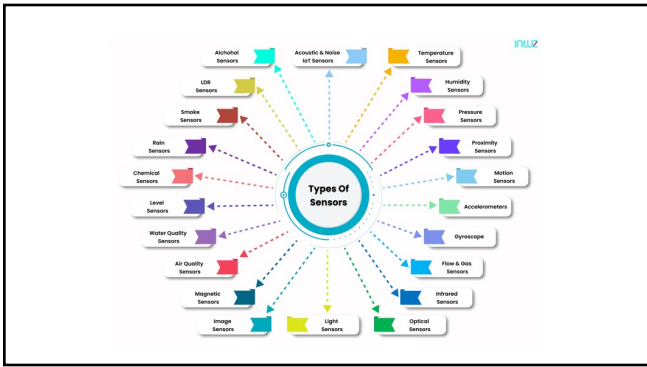 INTUZ
Alchohol
Sensors
Acoustic & Noise
IoT Sensors
Temperature
Sensors
LDR
Sensors
Humidity
Sensors
Smoke
Sensors
Pressure
Sensors
Rain
Sensors
Proximity
Sensors
Chemical
Sensors
Motion
Sensors
Types Of
Sensors
Level
Sensors
Accelerometers
Water Quality
Sensors
Gyroscope
Air Quality
Sensors
Flow & Gas
Sensors
Magnetic
Sensors
Infrared
Sensors
Image
Sensors
Light
Sensors
Optical
Sensors